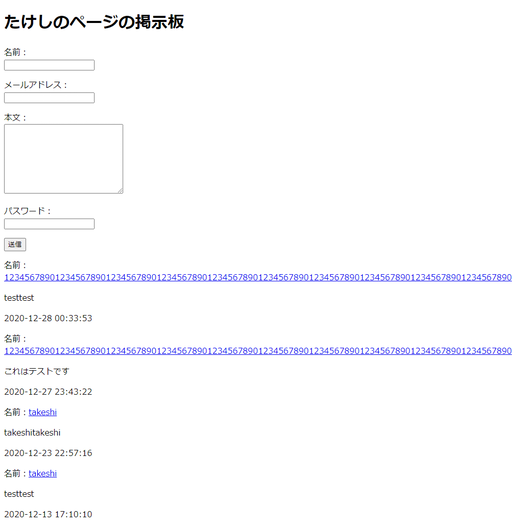 たけしのページの掲示板
名前：
メールアドレス：
本文：
パスワード：
送信
名前：
1234567890123456789012345678901234567890123456789012345678901234567890123456789012345678901234567890
testtest
2020-12-28 00:33:53
名前：
1234567890123456789012345678901234567890123456789012345678901234567890123456789012345678901234567890
これはテストです
2020-12-27 23:43:22
名前：takeshi
takeshitakeshi
2020-12-23 22:57:16
名前：takeshi
testtest
2020-12-13 17:10:10